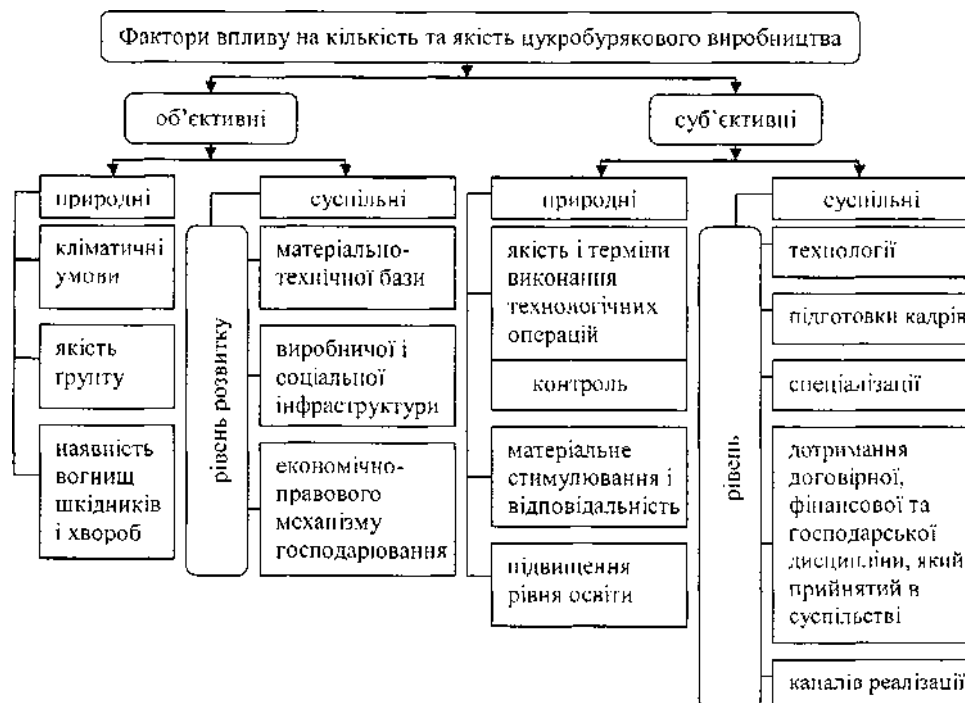 Фактори впливу на кількість та якість цукробурякового виробництва
об’єктивні
суб’єктивні
природні
суспільні
природні
суспільні
кліматичні
умови
якість
ґрунту
наявність
вогнищ
шкідників
і хвороб
рівень розвитку
матеріально-
технічної бази
виробничої і
соціальної
інфраструктури
економічно-
правового
механізму
господарювання
якість і терміни
виконання
технологічних
операцій
контроль
матеріальне
стимулювання і
відповідальність
підвищення
рівня освіти
рівень
технології
підготовки кадрів
спеціалізації
дотримання
договірної,
фінансової та
господарської
дисципліни, який
прийнятий в
суспільстві
каналів реалізації